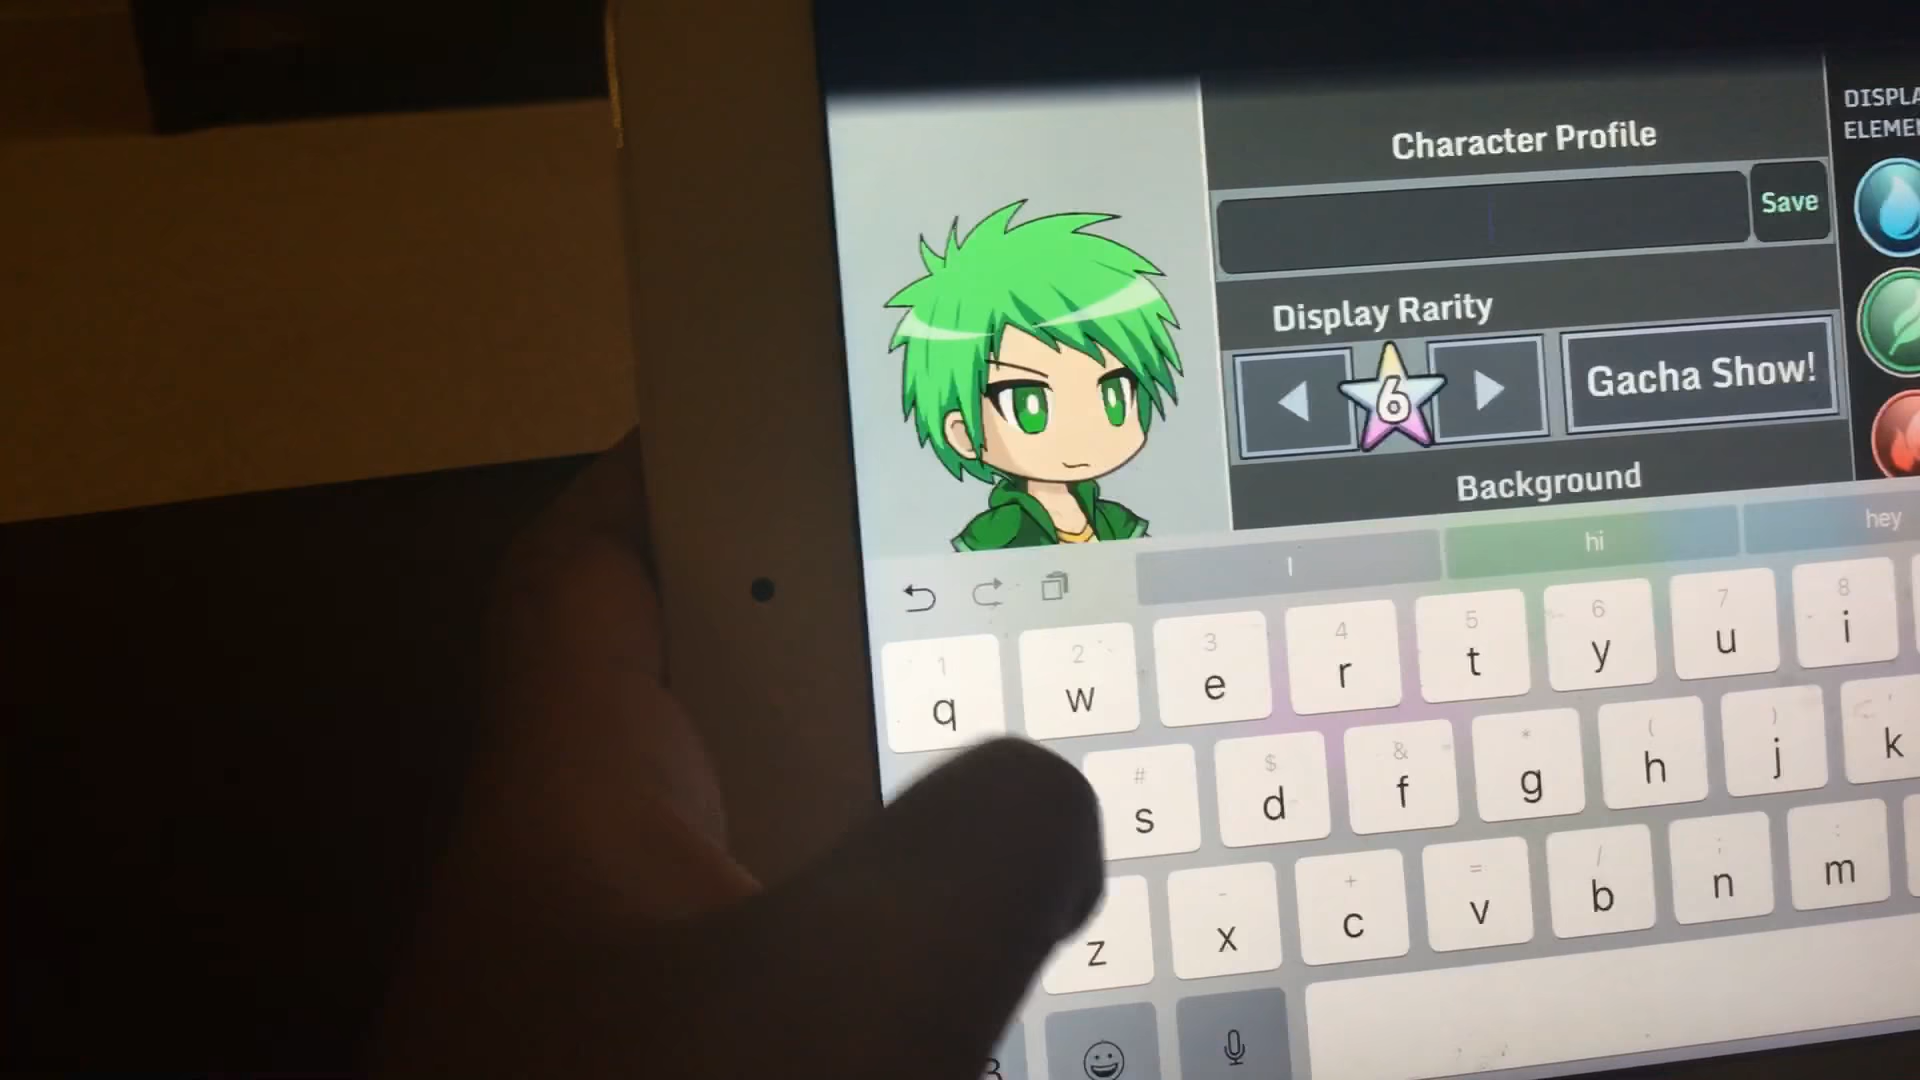 DISPLA
ELEME
Character Profile
Save
Display Rarity
6
Gacha Show!
Background
I
hi
hey
1 2 3 4 5 6 7 8
q w e r t y u i
# $ & * ( ) '
s d f g h j k
- + = / ; :
z x c v b n m